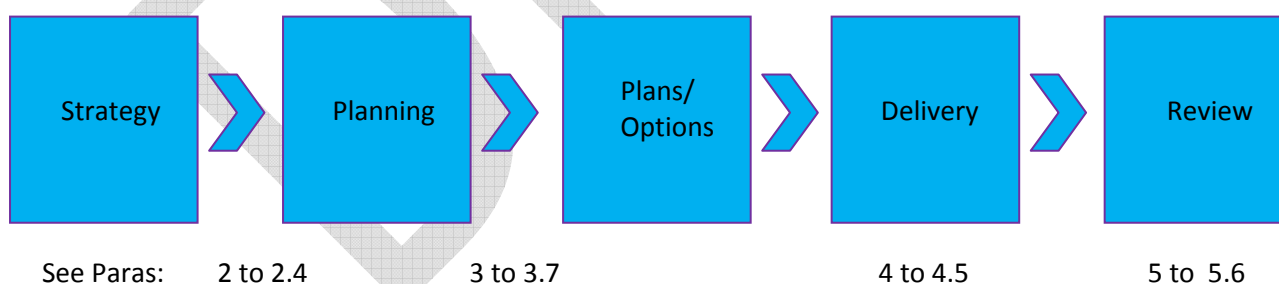 Strategy
Planning
Plans/
Options
Delivery
Review
See Paras: 2 to 2.4 3 to 3.7 4 to 4.5 5 to 5.6